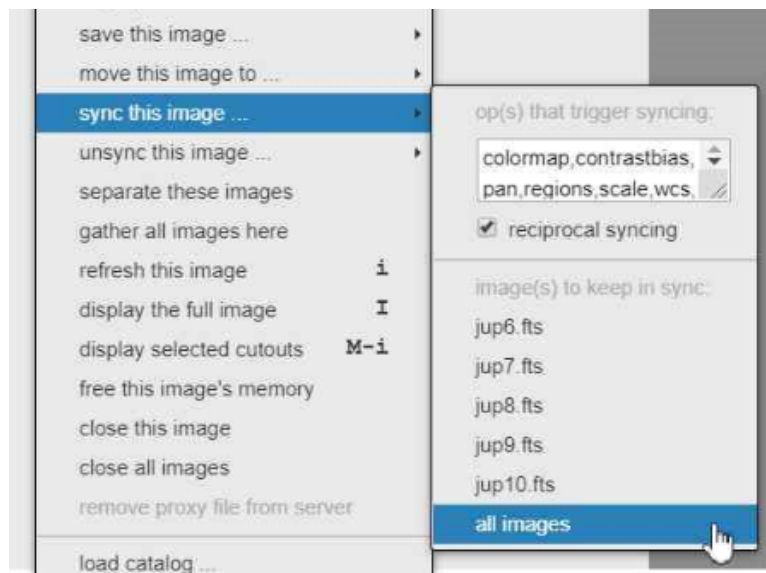 save this image ...
move this image to ...
sync this image ...
unsync this image ...
separate these images
gather all images here
refresh this image i
display the full image I
display selected cutouts M-i
free this image's memory
close this image
close all images
remove proxy file from server
load catalog ...
op(s) that trigger syncing:
colormap,contrastbias,
pan,regions,scale,wcs,
reciprocal syncing
image(s) to keep in sync:
jup6.fts
jup7.fts
jup8.fts
jup9.fts
jup10.fts
all images